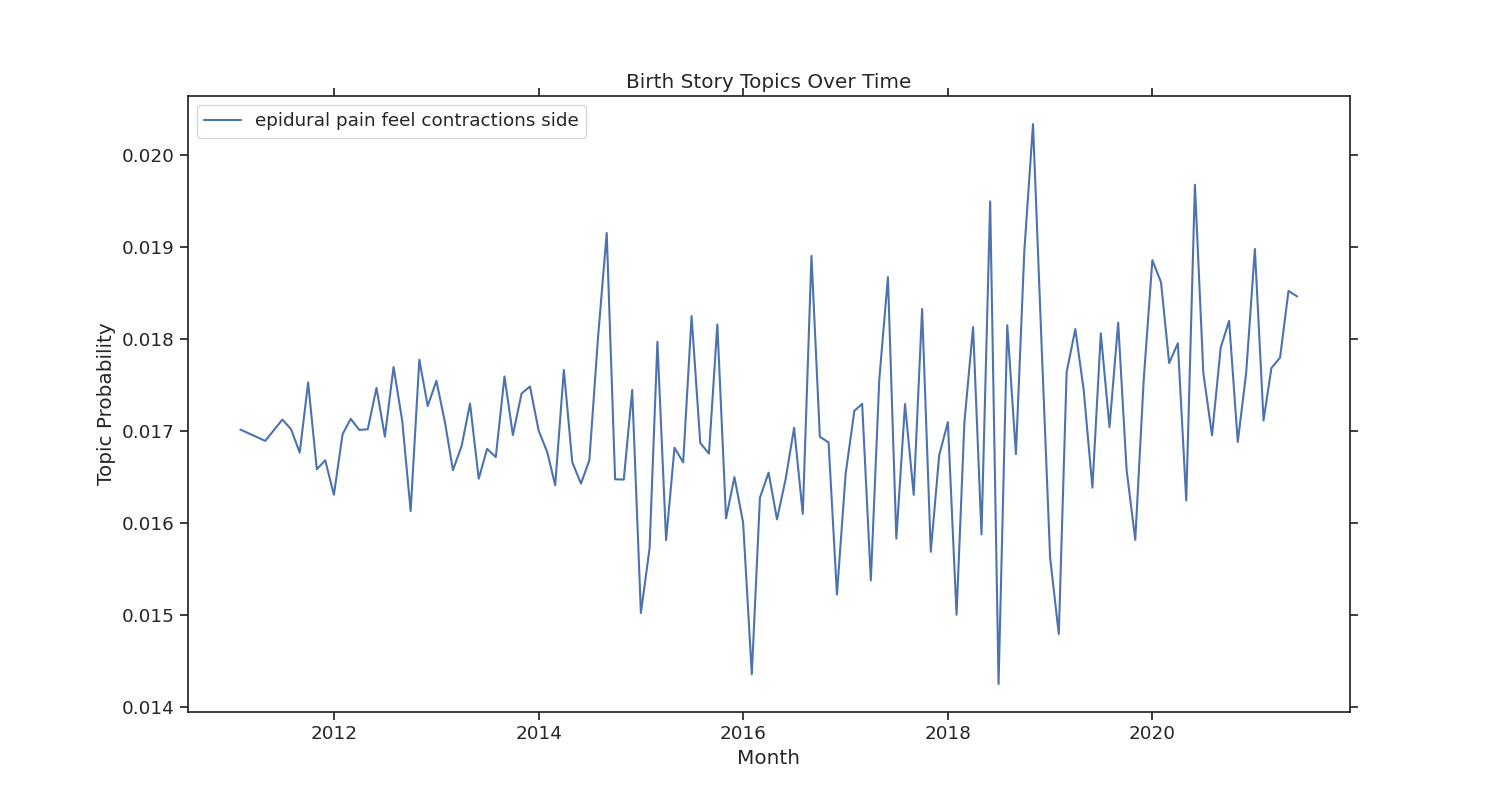 Birth Story Topics Over Time
epidural pain feel contractions side
Topic Probability
0.020
0.019
0.018
0.017
0.016
0.015
0.014
2012 2014 2016 2018 2020
Month